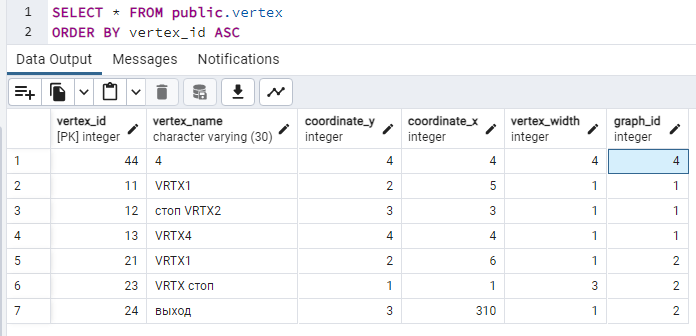 1 SELECT * FROM public.vertex
2 ORDER BY vertex_id ASC
Data Output Messages Notifications
vertex_id vertex_name coordinate_y coordinate_x vertex_width graph_id
[PK] integer character varying (30) integer integer integer integer
1 44 4 4 4 4 4
2 11 VRTX1 2 5 1 1
3 12 стоп VRTX2 3 3 1 1
4 13 VRTX4 4 4 1 1
5 21 VRTX1 2 6 1 2
6 23 VRTX стоп 1 1 3 2
7 24 выход 3 310 1 2